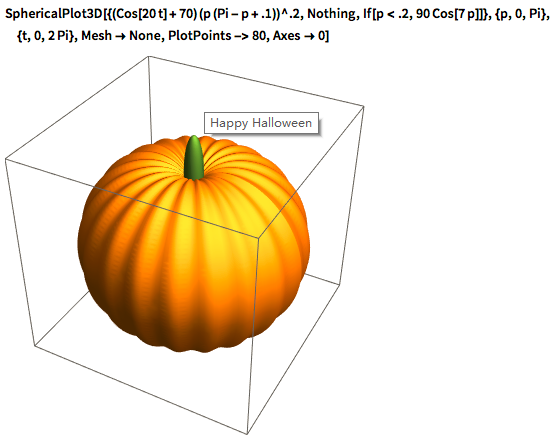 SphericalPlot3D[{(Cos[20 t] + 70) (p (Pi − p + .1))^.2, Nothing, If[p < .2, 90 Cos[7 p]]}, {p, 0, Pi},
{t, 0, 2 Pi}, Mesh → None, PlotPoints –> 80, Axes → 0]
Happy Halloween